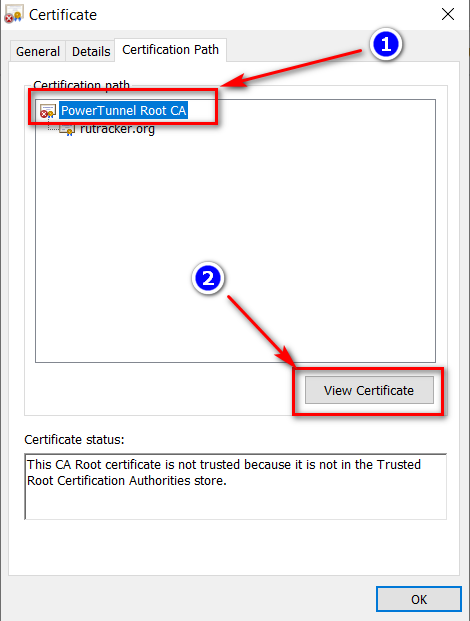 Certificate
General Details Certification Path
1
Certification path
PowerTunnel Root CA
rutracker.org
2
View Certificate
Certificate status:
This CA Root certificate is not trusted because it is not in the Trusted
Root Certification Authorities store.
OK